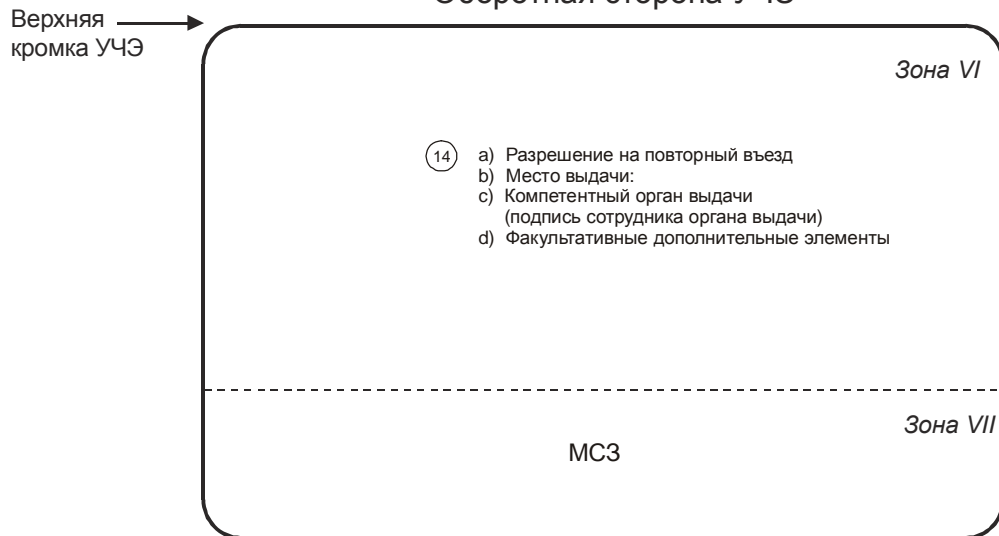 Верхняя
кромка УЧЭ
Зона VI
14 a) Разрешение на повторный въезд
b) Место выдачи:
c) Компетентный орган выдачи
(подпись сотрудника органа выдачи)
d) Факультативные дополнительные элементы
Зона VII
МСЗ